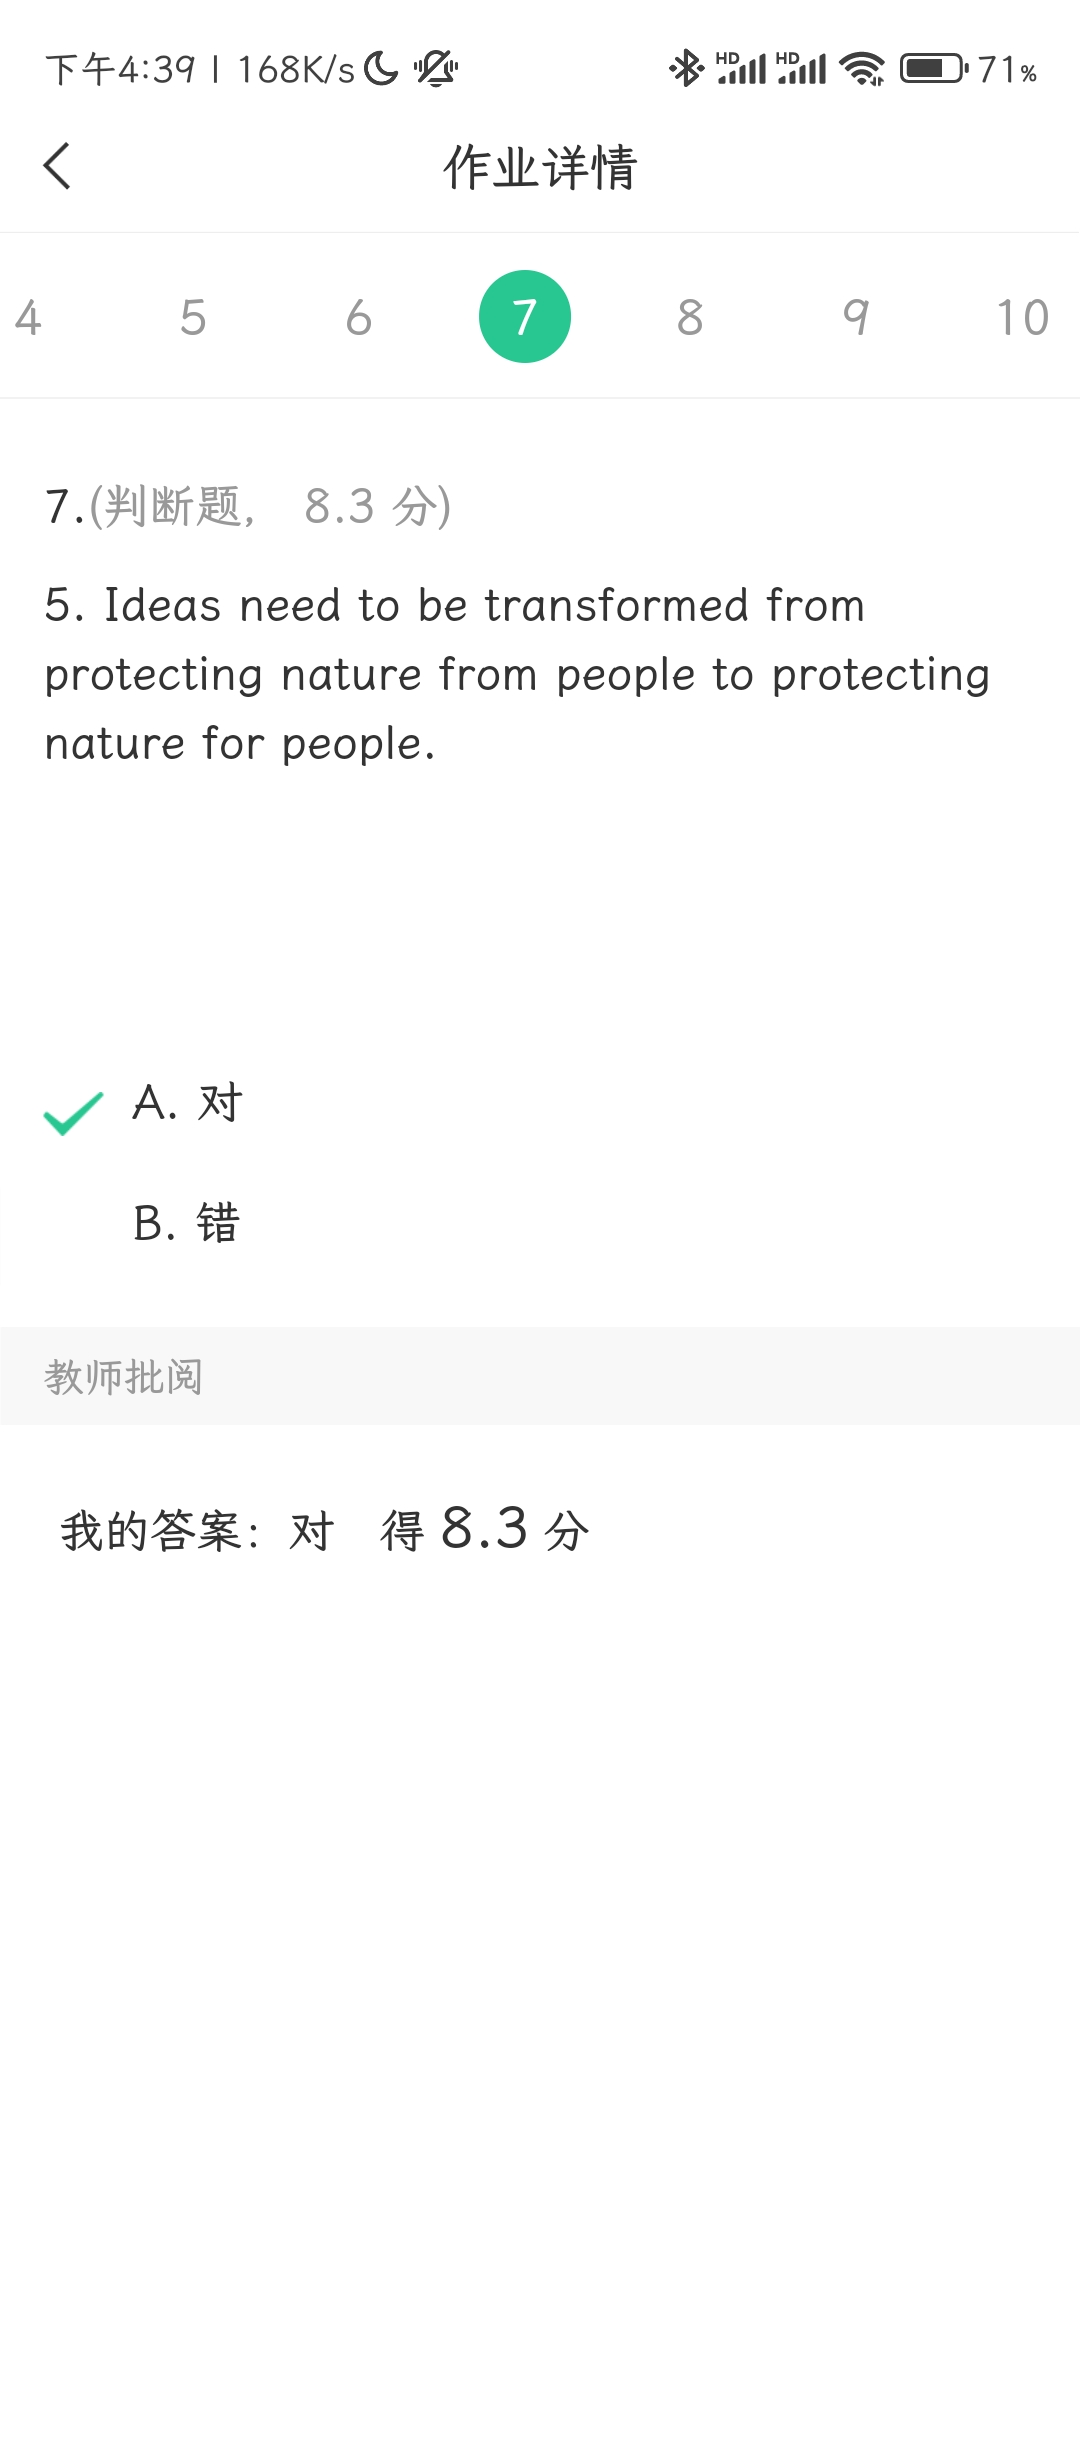 下午4:39 | 168K/s HD HD 71%
作业详情
4 5 6 7 8 9 10
7.(判断题, 8.3 分)
5. Ideas need to be transformed from
protecting nature from people to protecting
nature for people.
A. 对
B. 错
教师批阅
我的答案: 对 得 8.3 分